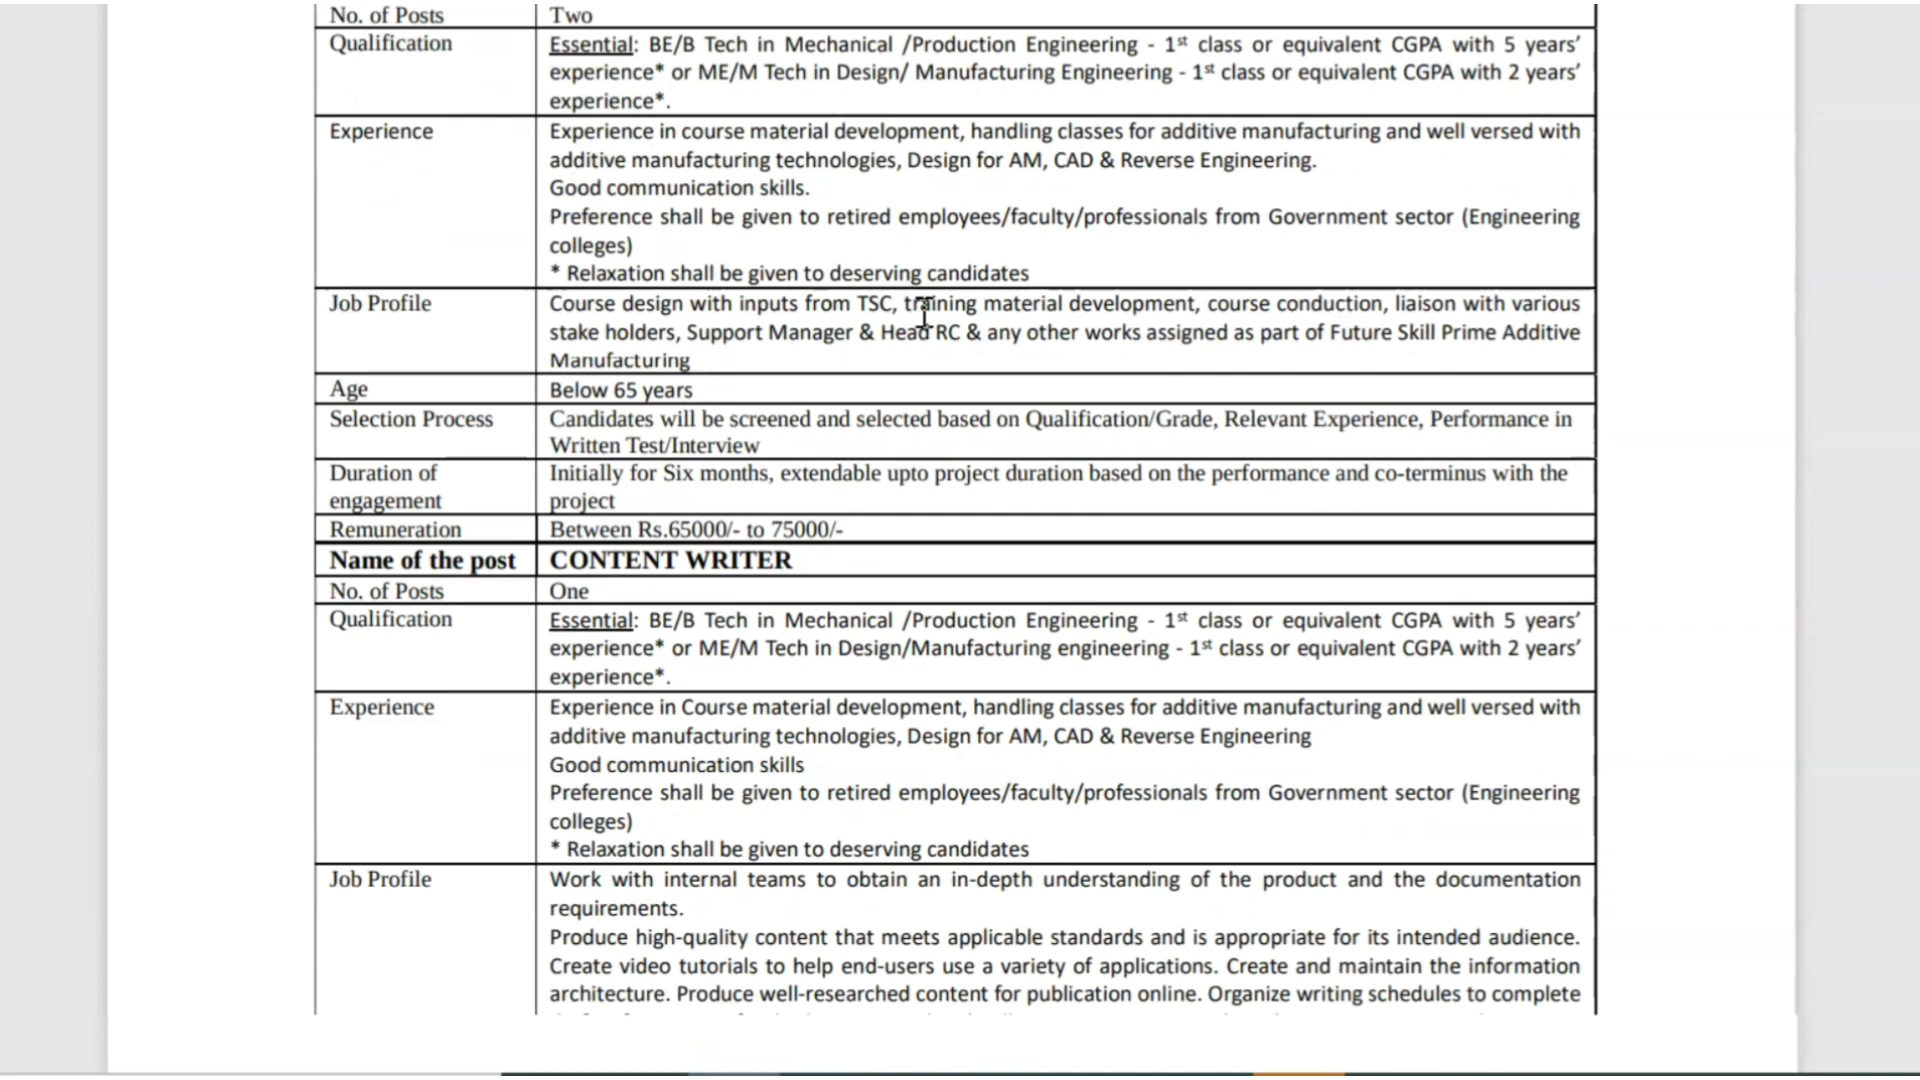 No. of Posts Two
Qualification Essential: BE/B Tech in Mechanical /Production Engineering - 1st class or equivalent CGPA with 5 years’
experience* or ME/M Tech in Design/ Manufacturing Engineering - 1st class or equivalent CGPA with 2 years’
experience*.
Experience Experience in course material development, handling classes for additive manufacturing and well versed with
additive manufacturing technologies, Design for AM, CAD & Reverse Engineering.
Good communication skills.
Preference shall be given to retired employees/faculty/professionals from Government sector (Engineering
colleges)
* Relaxation shall be given to deserving candidates
Job Profile Course design with inputs from TSC, training material development, course conduction, liaison with various
stake holders, Support Manager & Head RC & any other works assigned as part of Future Skill Prime Additive
Manufacturing
Age Below 65 years
Selection Process Candidates will be screened and selected based on Qualification/Grade, Relevant Experience, Performance in
Written Test/Interview
Duration of Initially for Six months, extendable upto project duration based on the performance and co-terminus with the
engagement project
Remuneration Between Rs.65000/- to 75000/-
Name of the post CONTENT WRITER
No. of Posts One
Qualification Essential: BE/B Tech in Mechanical /Production Engineering - 1st class or equivalent CGPA with 5 years’
experience* or ME/M Tech in Design/Manufacturing engineering - 1st class or equivalent CGPA with 2 years’
experience*.
Experience Experience in Course material development, handling classes for additive manufacturing and well versed with
additive manufacturing technologies, Design for AM, CAD & Reverse Engineering
Good communication skills
Preference shall be given to retired employees/faculty/professionals from Government sector (Engineering
colleges)
* Relaxation shall be given to deserving candidates
Job Profile Work with internal teams to obtain an in-depth understanding of the product and the documentation
requirements.
Produce high-quality content that meets applicable standards and is appropriate for its intended audience.
Create video tutorials to help end-users use a variety of applications. Create and maintain the information
architecture. Produce well-researched content for publication online. Organize writing schedules to complete